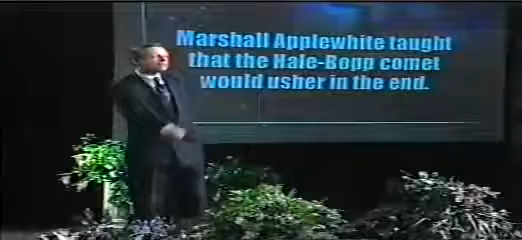 Marshall Applewhite taught
that the Hale-Bopp comet
would usher in the end.